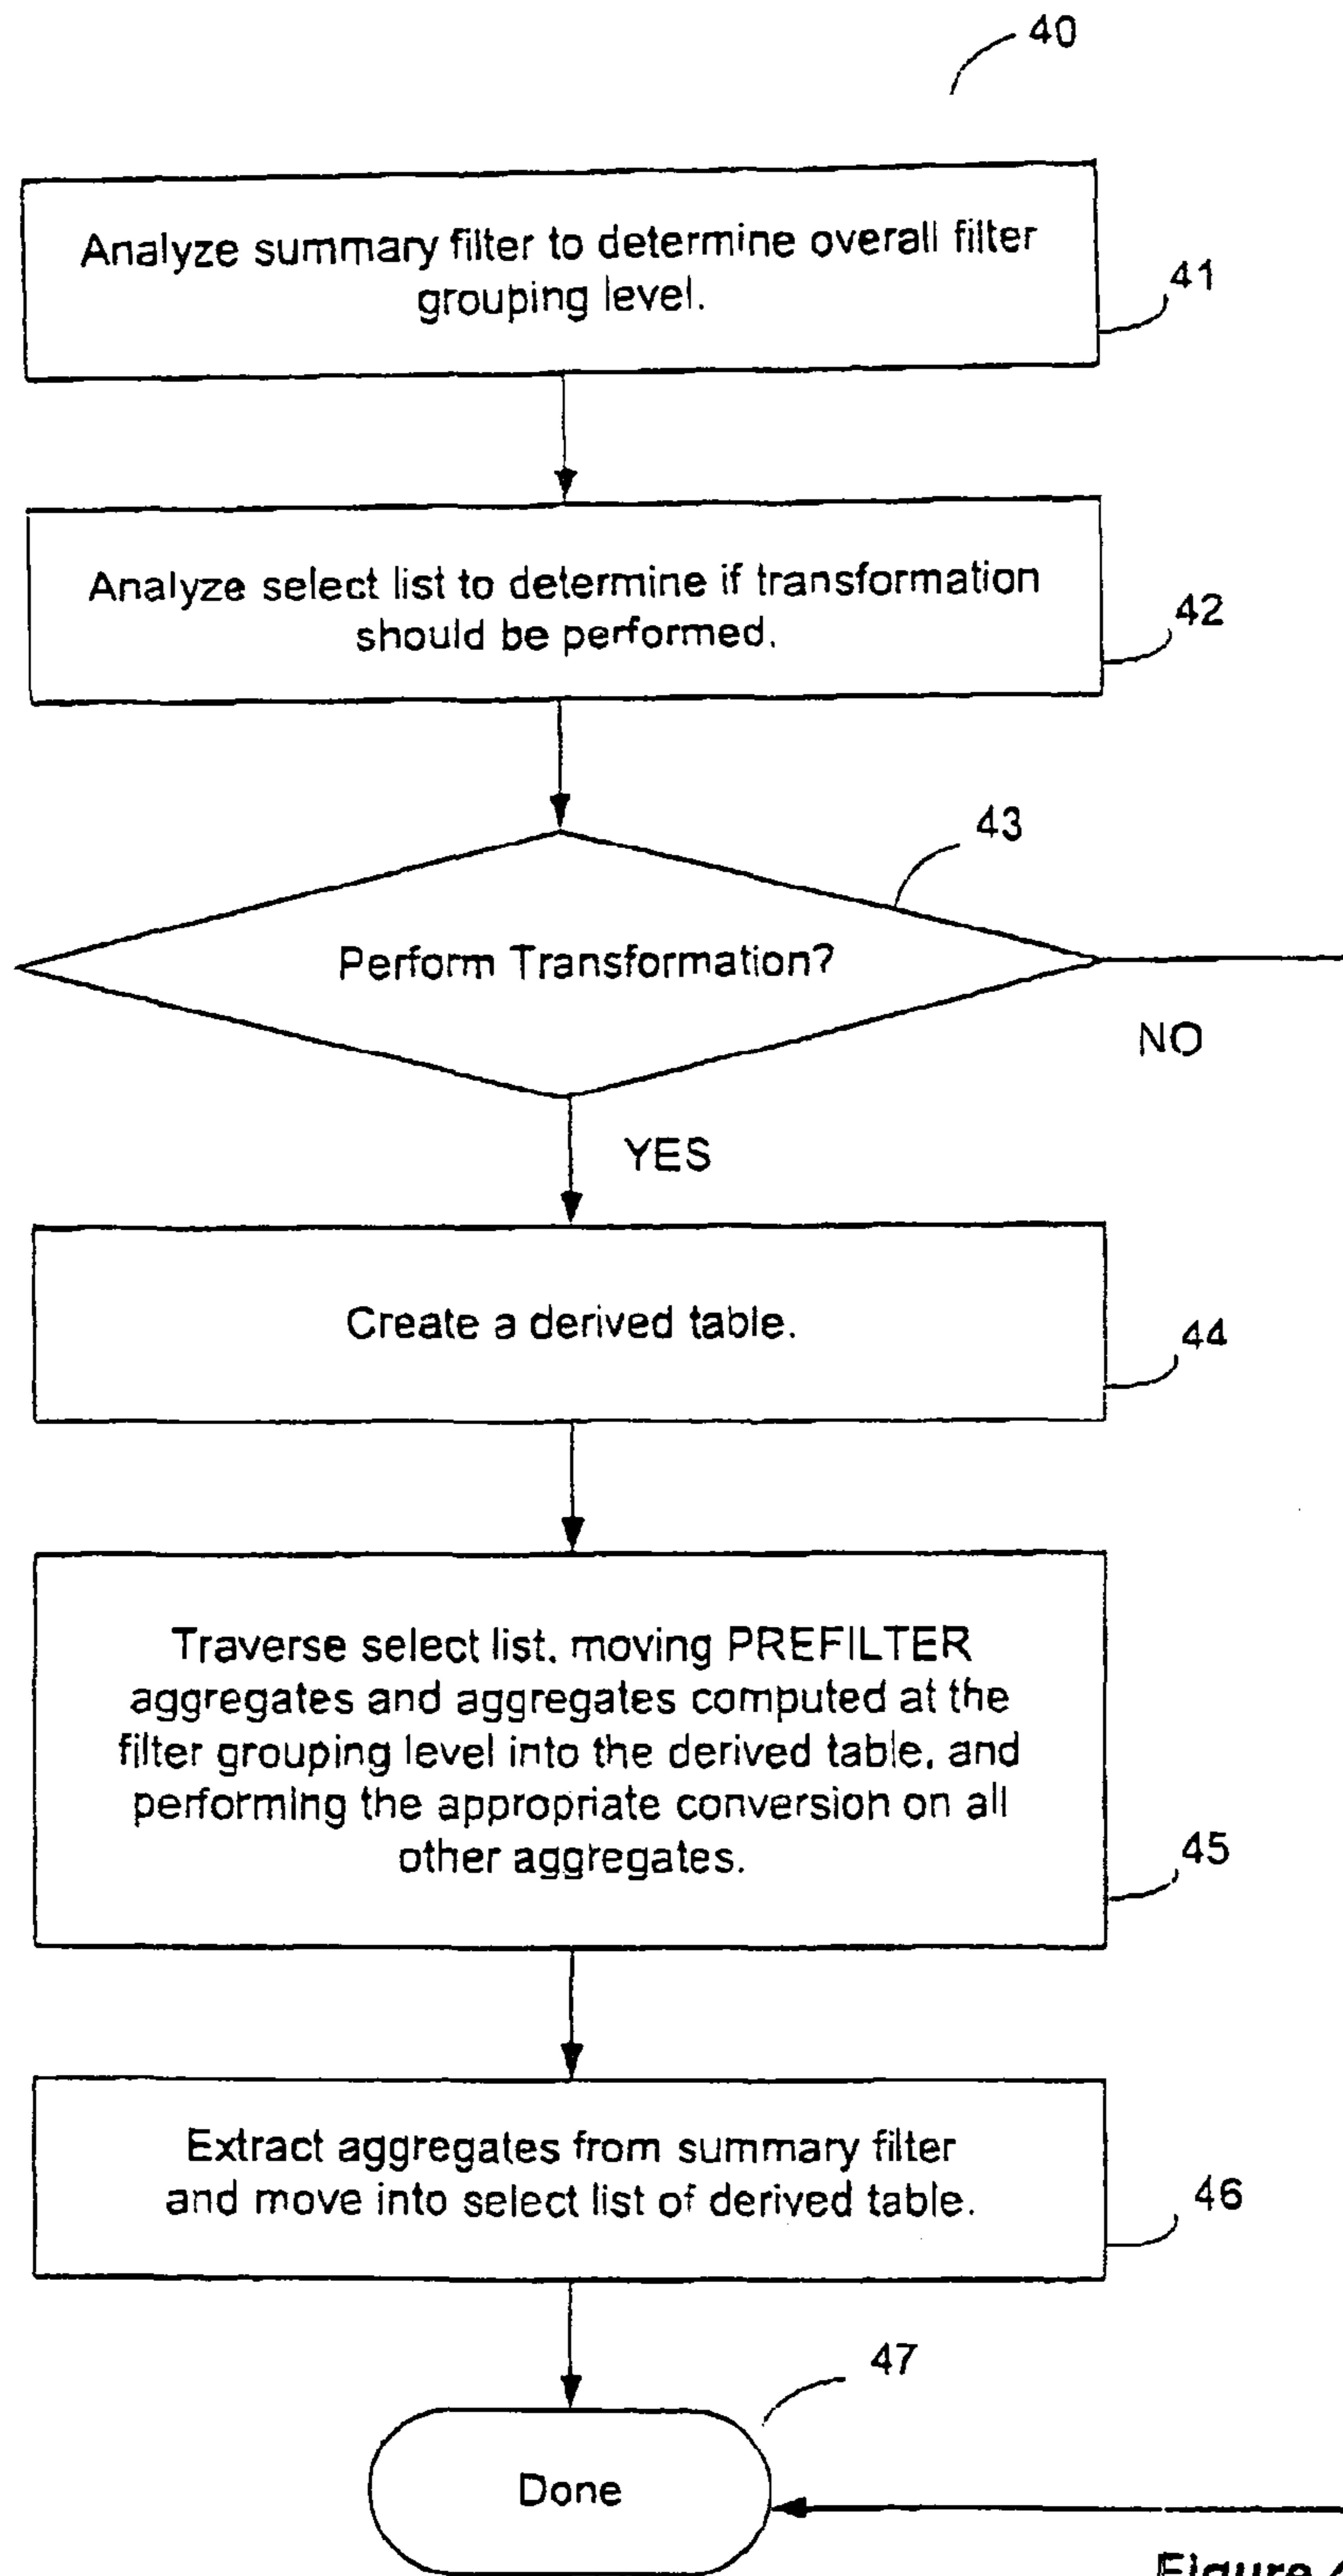 40
Analyze summary filter to determine overall filter
grouping level.
41
Analyze select list to determine if transformation
should be performed.
42
43
Perform Transformation?
NO
YES
Create a derived table.
44
Traverse select list, moving PREFILTER
aggregates and aggregates computed at the
filter grouping level into the derived table, and
performing the appropriate conversion on all
other aggregates.
45
Extract aggregates from summary filter
and move into select list of derived table.
46
47
Done
Figure